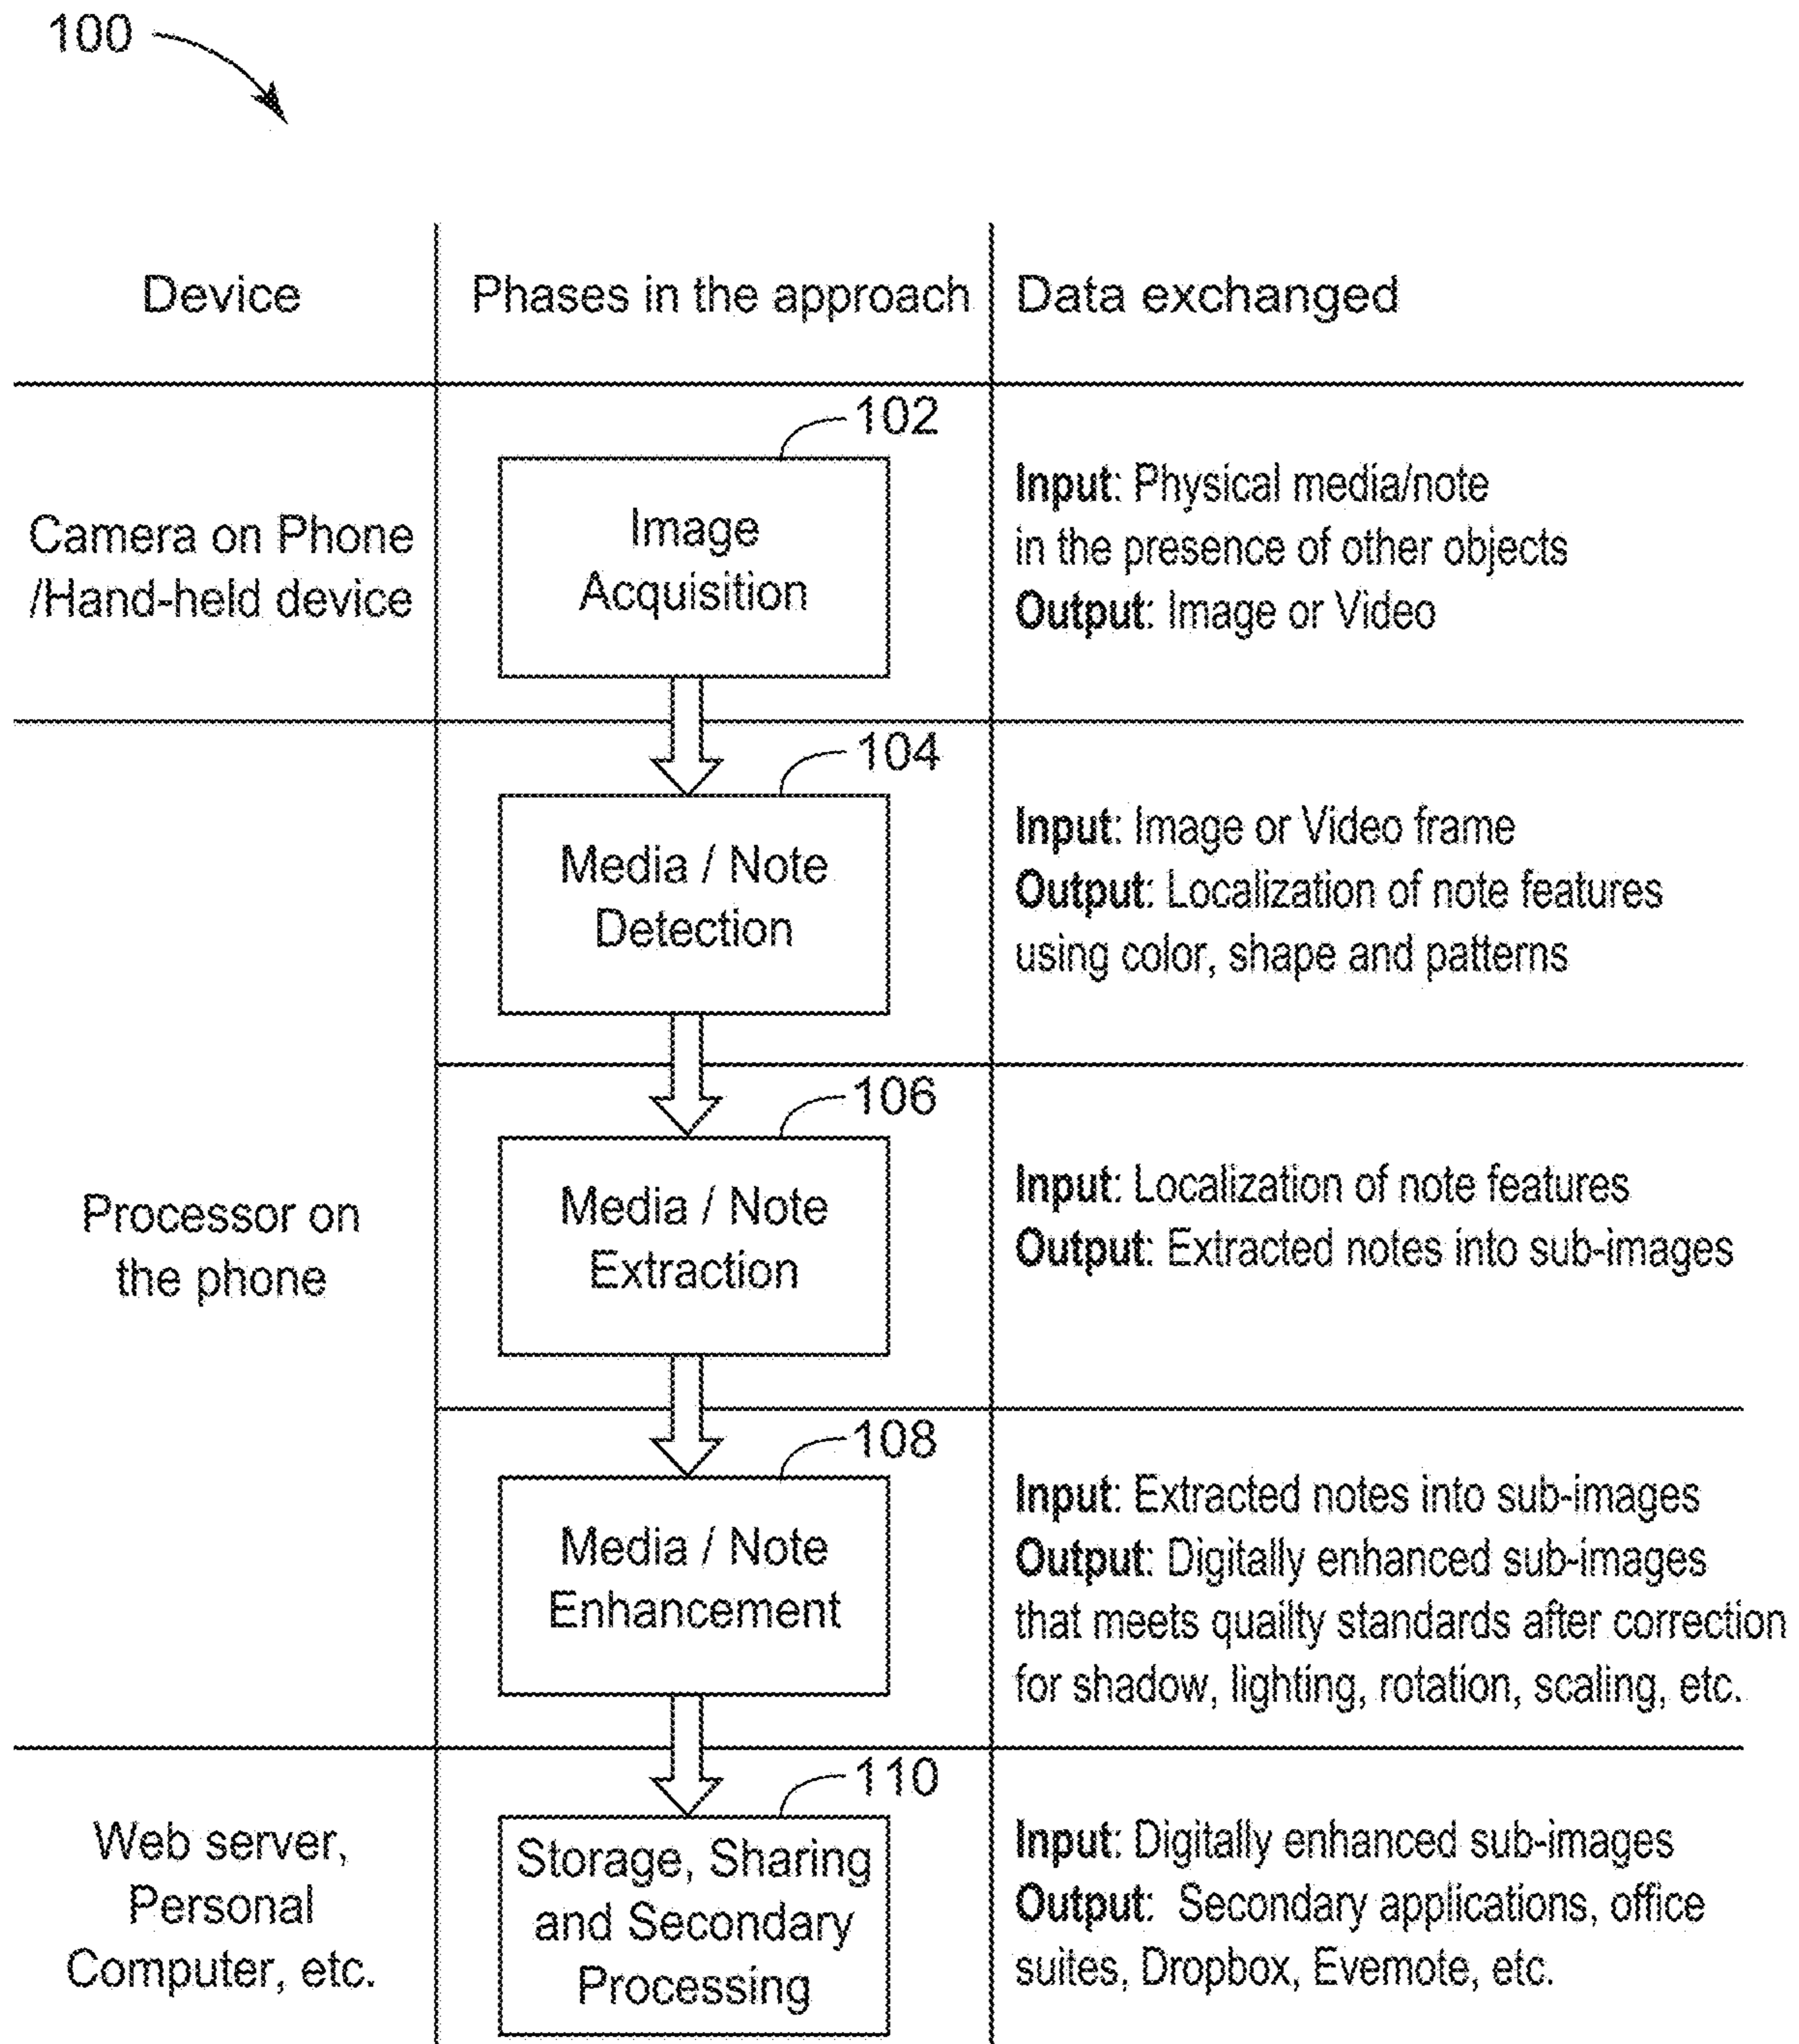 100
Device
Phases in the approach
Data exchanged
Camera on Phone
/Hand-held device
102
Image
Acquisition
Input: Physical media/note
in the presence of other objects
Output: Image or Video
Processor on
the phone
104
Media / Note
Detection
Input: Image or Video frame
Output: Localization of note features
using color, shape and patterns
106
Media / Note
Extraction
Input: Localization of note features
Output: Extracted notes into sub-images
108
Media / Note
Enhancement
Input: Extracted notes into sub-images
Output: Digitally enhanced sub-images
that meets quailty standards after correction
for shadow, lighting, rotation, scaling, etc.
Web server,
Personal
Computer, etc.
110
Storage, Sharing
and Secondary
Processing
Input: Digitally enhanced sub-images
Output: Secondary applications, office
suites, Dropbox, Evemote, etc.